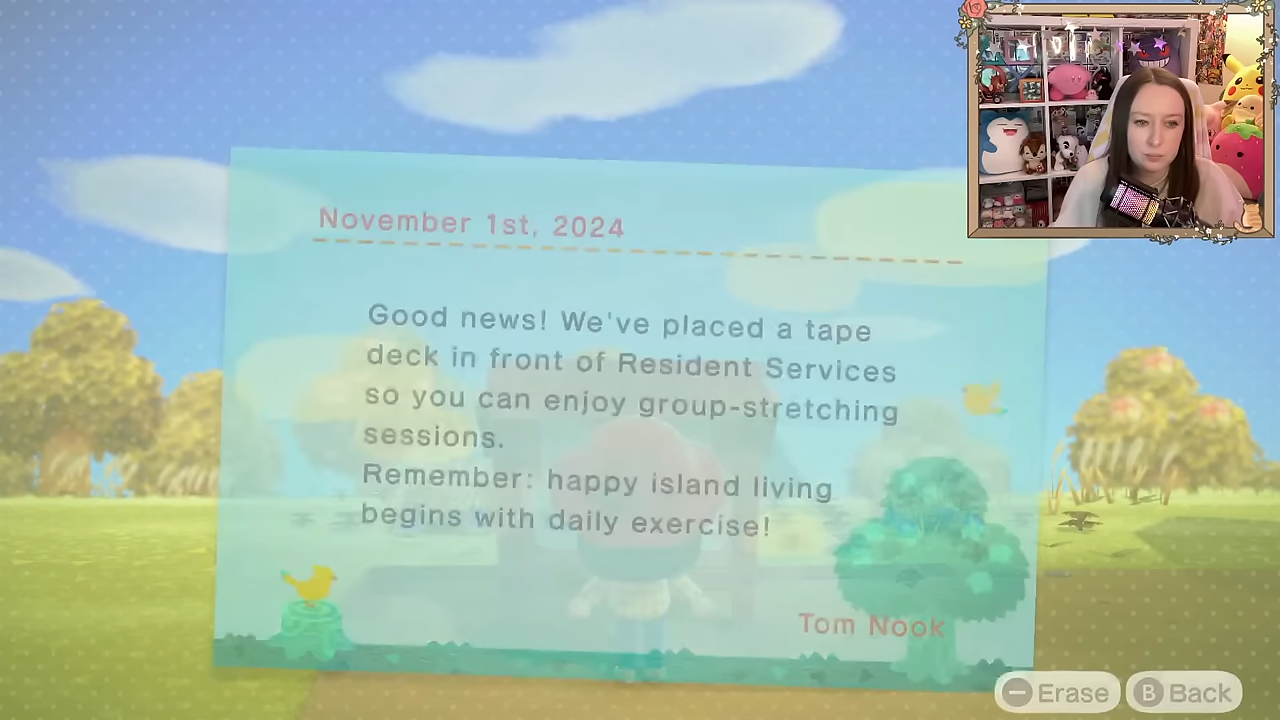 November 1st, 2024
Good news! We've placed a tape
deck in front of Resident Services
so you can enjoy group-stretching
sessions.
Remember: happy island living
begins with daily exercise!
Tom Nook
− Erase
B Back